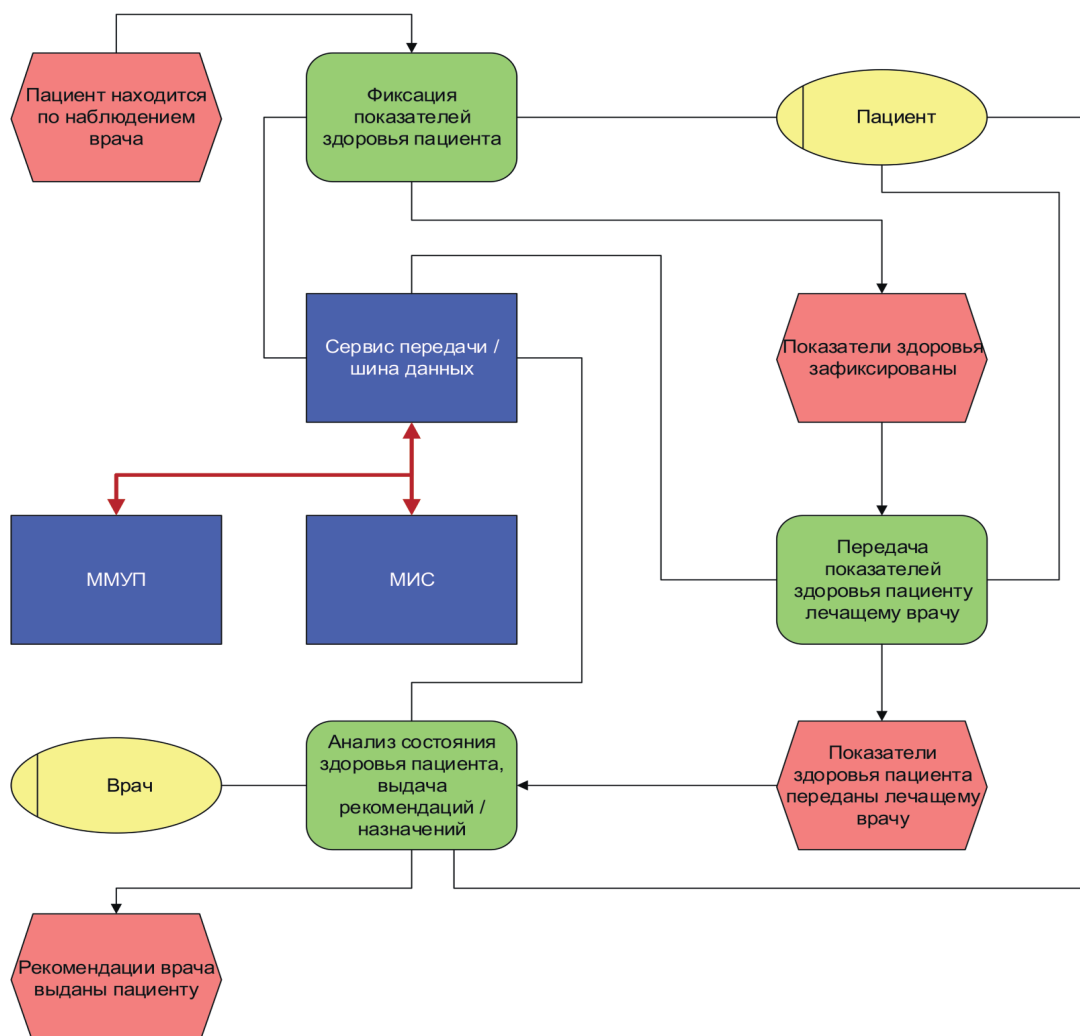 Пациент находится
по наблюдением
врача
Фиксация
показателей
здоровья пациента
Пациент
Сервис передачи /
шина данных
Показатели здоровья
зафиксированы
ММУП
МИС
Передача
показателей
здоровья пациенту
лечащему врачу
Врач
Анализ состояния
здоровья пациента,
выдача
рекомендаций /
назначений
Показатели
здоровья пациента
переданы лечащему
врачу
Рекомендации врача
выданы пациенту